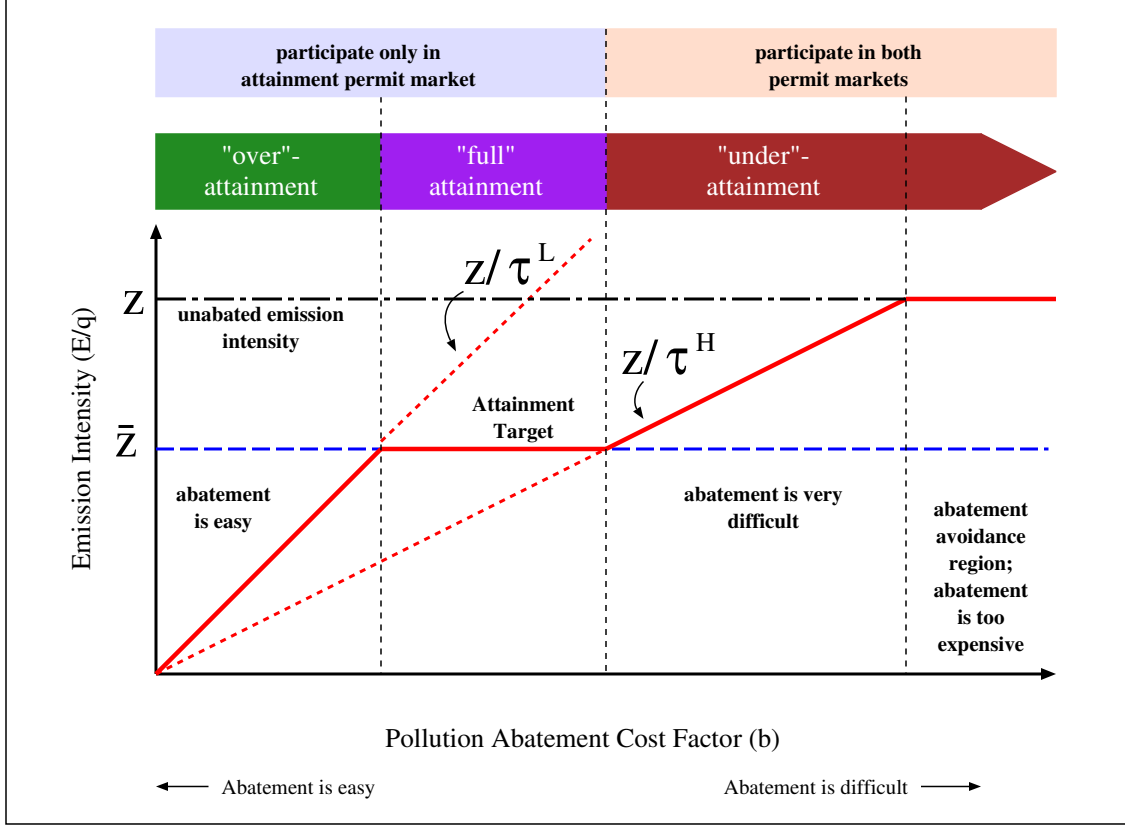 participate only in
attainment permit market
participate in both
permit markets
"over"-
attainment
"full"
attainment
"under"-
attainment
z/τ^L
z
unabated emission
intensity
z/τ^H
Attainment
Target
z̄
Emission Intensity (E/q)
abatement
is easy
abatement is very
difficult
abatement
avoidance
region;
abatement
is too
expensive
Pollution Abatement Cost Factor (b)
Abatement is easy
Abatement is difficult